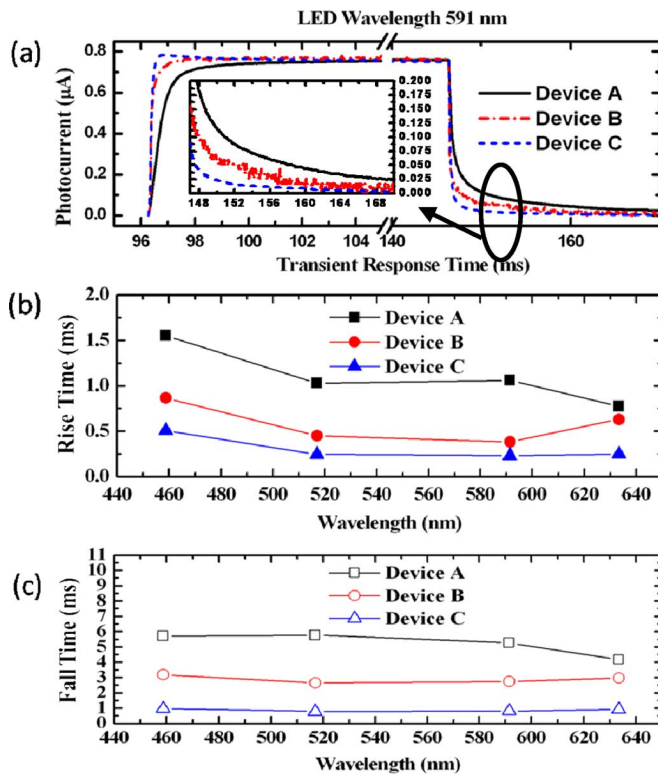 LED Wavelength 591 nm
(a)
Photocurrent (μA)
0.8
0.6
0.4
0.2
0.0
0.200
0.175
0.150
0.125
0.100
0.075
0.050
0.025
0.000
148 152 156 160 164 168
Device A
Device B
Device C
96 98 100 102 104 140 160
Transient Response Time (ms)
(b)
Rise Time (ms)
2.0
1.5
1.0
0.5
0.0
Device A
Device B
Device C
440 460 480 500 520 540 560 580 600 620 640
Wavelength (nm)
(c)
Fall Time (ms)
11
10
9
8
7
6
5
4
3
2
1
0
Device A
Device B
Device C
440 460 480 500 520 540 560 580 600 620 640
Wavelength (nm)